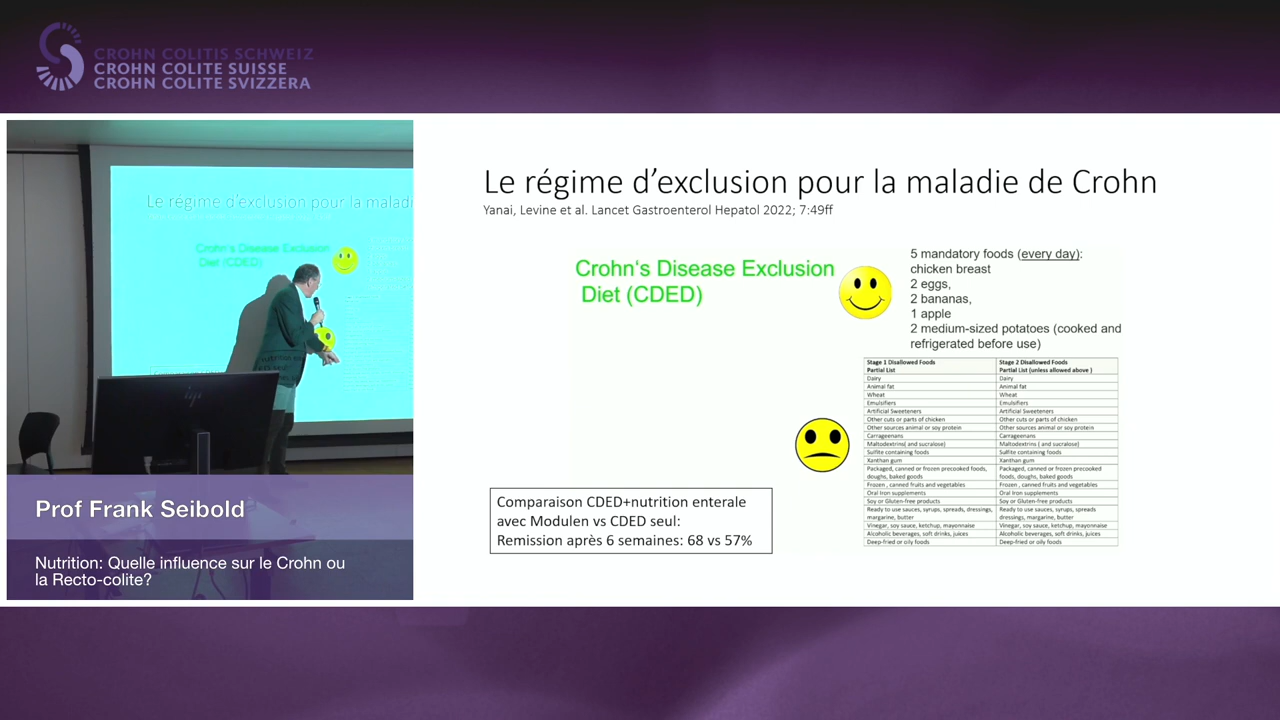 CROHN COLITIS SCHWEIZ
CROHN COLITE SUISSE
CROHN COLITE SVIZZERA
Le régime d'exclusion pour la maladi
Crohn's Disease Exclusion
Diet (CDED)
Prof Frank Seibold
Nutrition: Quelle influence sur le Crohn ou
la Recto-colite?
Le régime d'exclusion pour la maladie de Crohn
Yanai, Levine et al. Lancet Gastroenterol Hepatol 2022; 7:49ff
Crohn's Disease Exclusion
Diet (CDED)
5 mandatory foods (every day):
chicken breast
2 eggs,
2 bananas,
1 apple
2 medium-sized potatoes (cooked and
refrigerated before use)
Stage 1 Disallowed Foods Stage 2 Disallowed Foods
Partial List Partial List (unless allowed above )
Dairy Dairy
Animal fat Animal fat
Wheat Wheat
Emulsifiers Emulsifiers
Artificial Sweeteners Artificial Sweeteners
Other cuts or parts of chicken Other cuts or parts of chicken
Other sources animal or soy protein Other sources animal or soy protein
Carrageenans Carrageenans
Maltodextrins( and sucralose) Maltodextrins ( and sucralose)
Sulfite containing foods Sulfite containing foods
Xanthan gum Xanthan gum
Packaged, canned or frozen precooked foods, Packaged, canned or frozen precooked
doughs, baked goods foods, doughs, baked goods
Frozen , canned fruits and vegetables Frozen , canned fruits and vegetables
Oral Iron supplements Oral Iron supplements
Soy or Gluten-free products Soy or Gluten-free products
Ready to use sauces, syrups, spreads, dressings, Ready to use sauces, syrups, spreads
margarine, butter dressings, margarine, butter
Vinegar, soy sauce, ketchup, mayonnaise Vinegar, soy sauce, ketchup, mayonnaise
Alcoholic beverages, soft drinks, juices Alcoholic beverages, soft drinks, juices
Deep-fried or oily foods Deep-fried or oily foods
Comparaison CDED+nutrition enterale
avec Modulen vs CDED seul:
Remission après 6 semaines: 68 vs 57%